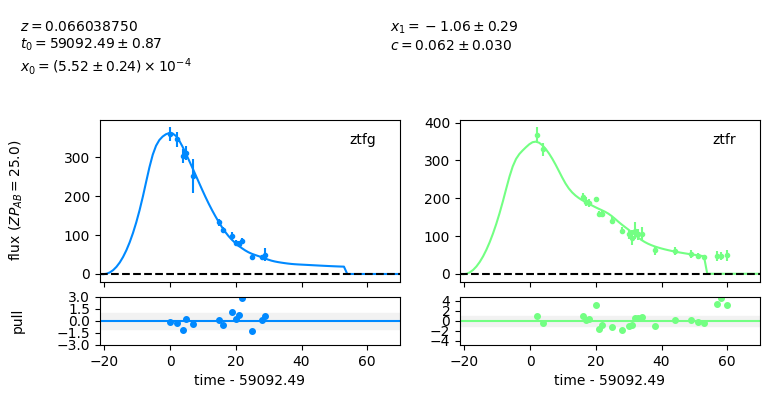 z = 0.066038750
t₀ = 59092.49 ± 0.87
x₀ = (5.52 ± 0.24) × 10⁻⁴
x₁ = −1.06 ± 0.29
c = 0.062 ± 0.030
flux (ZP_AB = 25.0)
300
200
100
0
ztfg
400
300
200
100
0
ztfr
pull
3.0
1.5
0.0
−1.5
−3.0
−20 0 20 40 60
time - 59092.49
4
2
0
−2
−4
−20 0 20 40 60
time - 59092.49